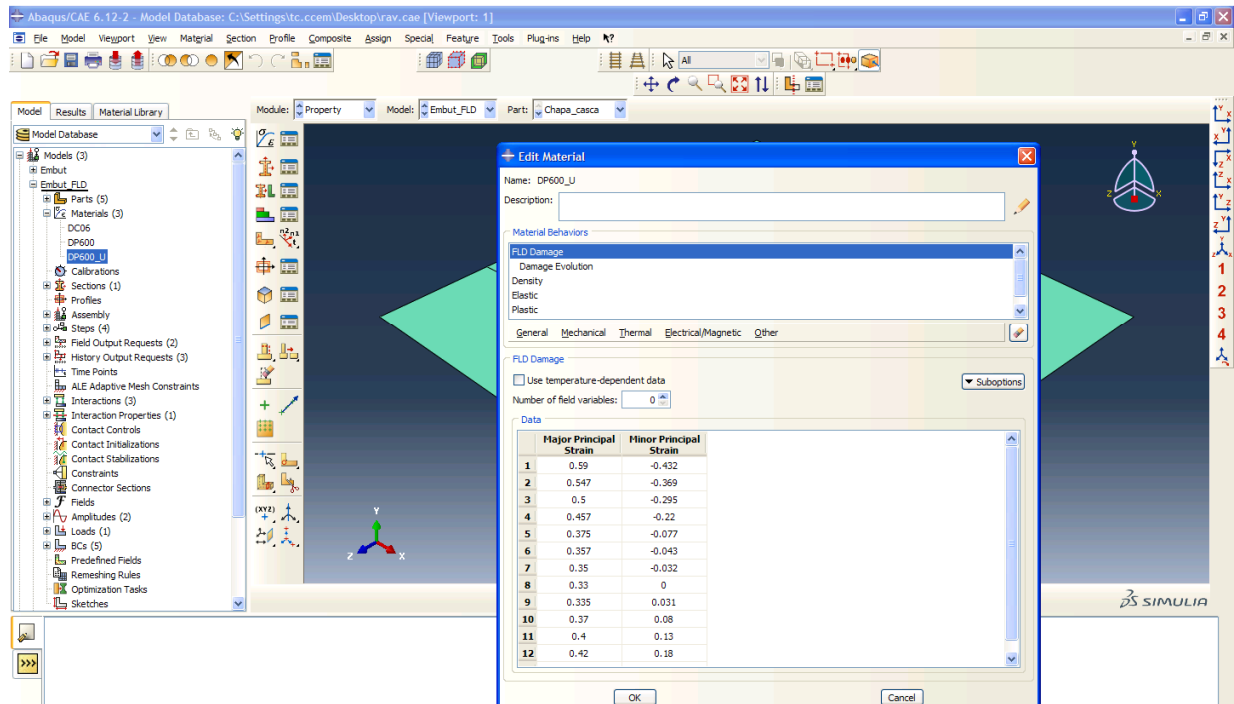 Abaqus/CAE 6.12-2 - Model Database: C:\Settings\tc.ccem\Desktop\rav.cae [Viewport: 1]
File Model Viewport View Material Section Profile Composite Assign Special Feature Tools Plug-ins Help
All
Model Results Material Library
Module: Property Model: Embut_FLD Part: Chapa_casca
Model Database
Models (3)
Embut
Embut_FLD
Parts (5)
Materials (3)
DC06
DP600
DP600_U
Calibrations
Sections (1)
Profiles
Assembly
Steps (4)
Field Output Requests (2)
History Output Requests (3)
Time Points
ALE Adaptive Mesh Constraints
Interactions (3)
Interaction Properties (1)
Contact Controls
Contact Initializations
Contact Stabilizations
Constraints
Connector Sections
Fields
Amplitudes (2)
Loads (1)
BCs (5)
Predefined Fields
Remeshing Rules
Optimization Tasks
Sketches
Edit Material
Name: DP600_U
Description:
Material Behaviors
FLD Damage
Damage Evolution
Density
Elastic
Plastic
General Mechanical Thermal Electrical/Magnetic Other
FLD Damage
Use temperature-dependent data
Suboptions
Number of field variables: 0
Data
Major Principal Strain Minor Principal Strain
1 0.59 -0.432
2 0.547 -0.369
3 0.5 -0.295
4 0.457 -0.22
5 0.375 -0.077
6 0.357 -0.043
7 0.35 -0.032
8 0.33 0
9 0.335 0.031
10 0.37 0.08
11 0.4 0.13
12 0.42 0.18
OK Cancel
Y
Z X
Y
Z X
SIMULIA
1
2
3
4
(XYZ)
>>>